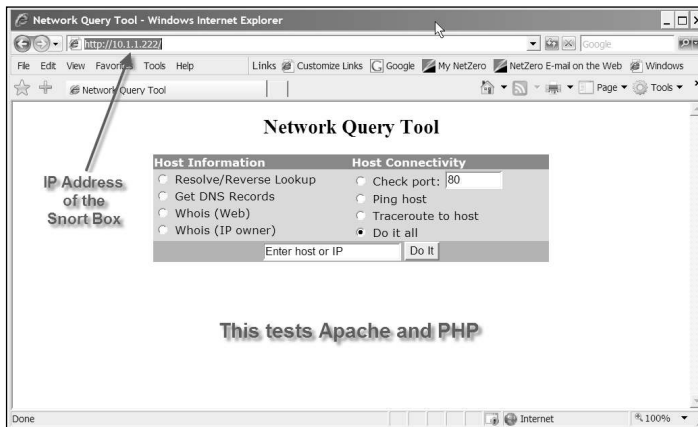 Network Query Tool - Windows Internet Explorer
http://10.1.1.222/
Google
File Edit View Favorites Tools Help
Links Customize Links Google My NetZero NetZero E-mail on the Web Windows
Network Query Tool
Page Tools
Network Query Tool
Host Information Host Connectivity
Resolve/Reverse Lookup Check port: 80
Get DNS Records Ping host
Whois (Web) Traceroute to host
Whois (IP owner) Do it all
Enter host or IP Do It
IP Address
of the
Snort Box
This tests Apache and PHP
Done Internet 100%